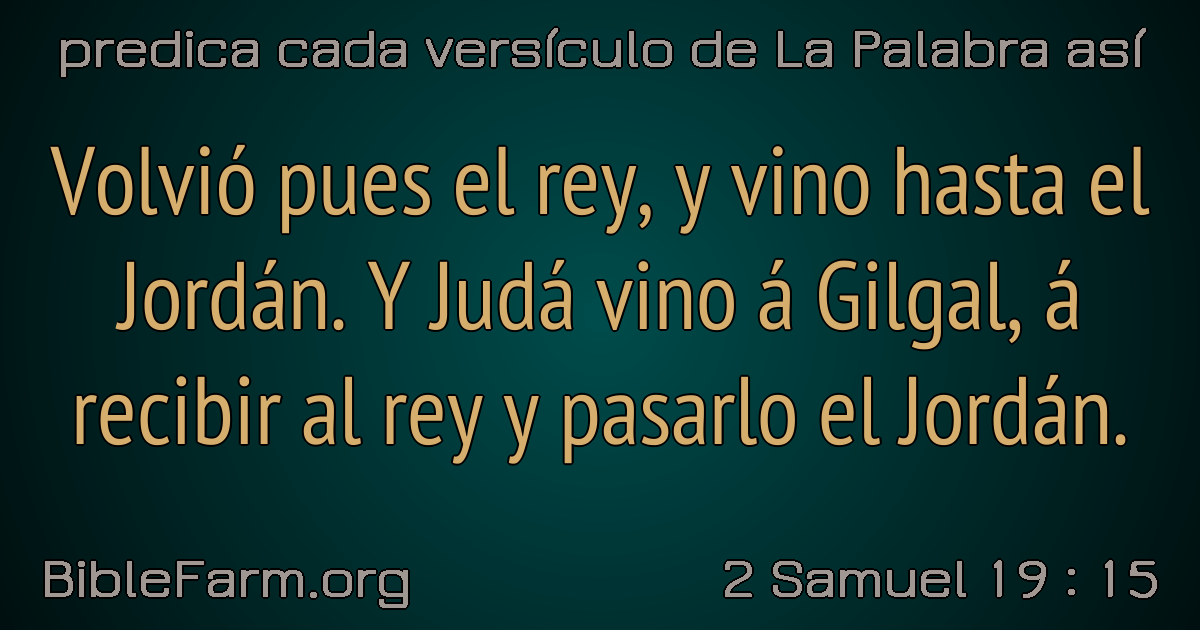 predica cada versículo de La Palabra así
Volvió pues el rey, y vino hasta el
Jordán. Y Judá vino á Gilgal, á
recibir al rey y pasarlo el Jordán.
BibleFarm.org
2 Samuel 19 : 15